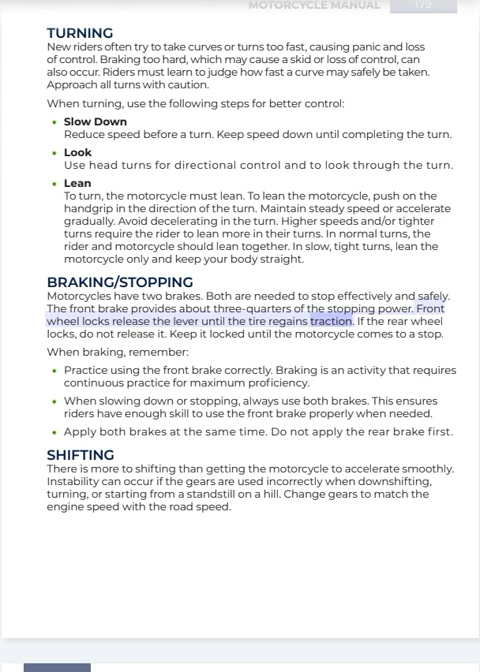 MOTORCYCLE MANUAL 179
TURNING
New riders often try to take curves or turns too fast, causing panic and loss
of control. Braking too hard, which may cause a skid or loss of control, can
also occur. Riders must learn to judge how fast a curve may safely be taken.
Approach all turns with caution.
When turning, use the following steps for better control:
• Slow Down
Reduce speed before a turn. Keep speed down until completing the turn.
• Look
Use head turns for directional control and to look through the turn.
• Lean
To turn, the motorcycle must lean. To lean the motorcycle, push on the
handgrip in the direction of the turn. Maintain steady speed or accelerate
gradually. Avoid decelerating in the turn. Higher speeds and/or tighter
turns require the rider to lean more in their turns. In normal turns, the
rider and motorcycle should lean together. In slow, tight turns, lean the
motorcycle only and keep your body straight.
BRAKING/STOPPING
Motorcycles have two brakes. Both are needed to stop effectively and safely.
The front brake provides about three-quarters of the stopping power. Front
wheel locks release the lever until the tire regains traction. If the rear wheel
locks, do not release it. Keep it locked until the motorcycle comes to a stop.
When braking, remember:
• Practice using the front brake correctly. Braking is an activity that requires
continuous practice for maximum proficiency.
• When slowing down or stopping, always use both brakes. This ensures
riders have enough skill to use the front brake properly when needed.
• Apply both brakes at the same time. Do not apply the rear brake first.
SHIFTING
There is more to shifting than getting the motorcycle to accelerate smoothly.
Instability can occur if the gears are used incorrectly when downshifting,
turning, or starting from a standstill on a hill. Change gears to match the
engine speed with the road speed.